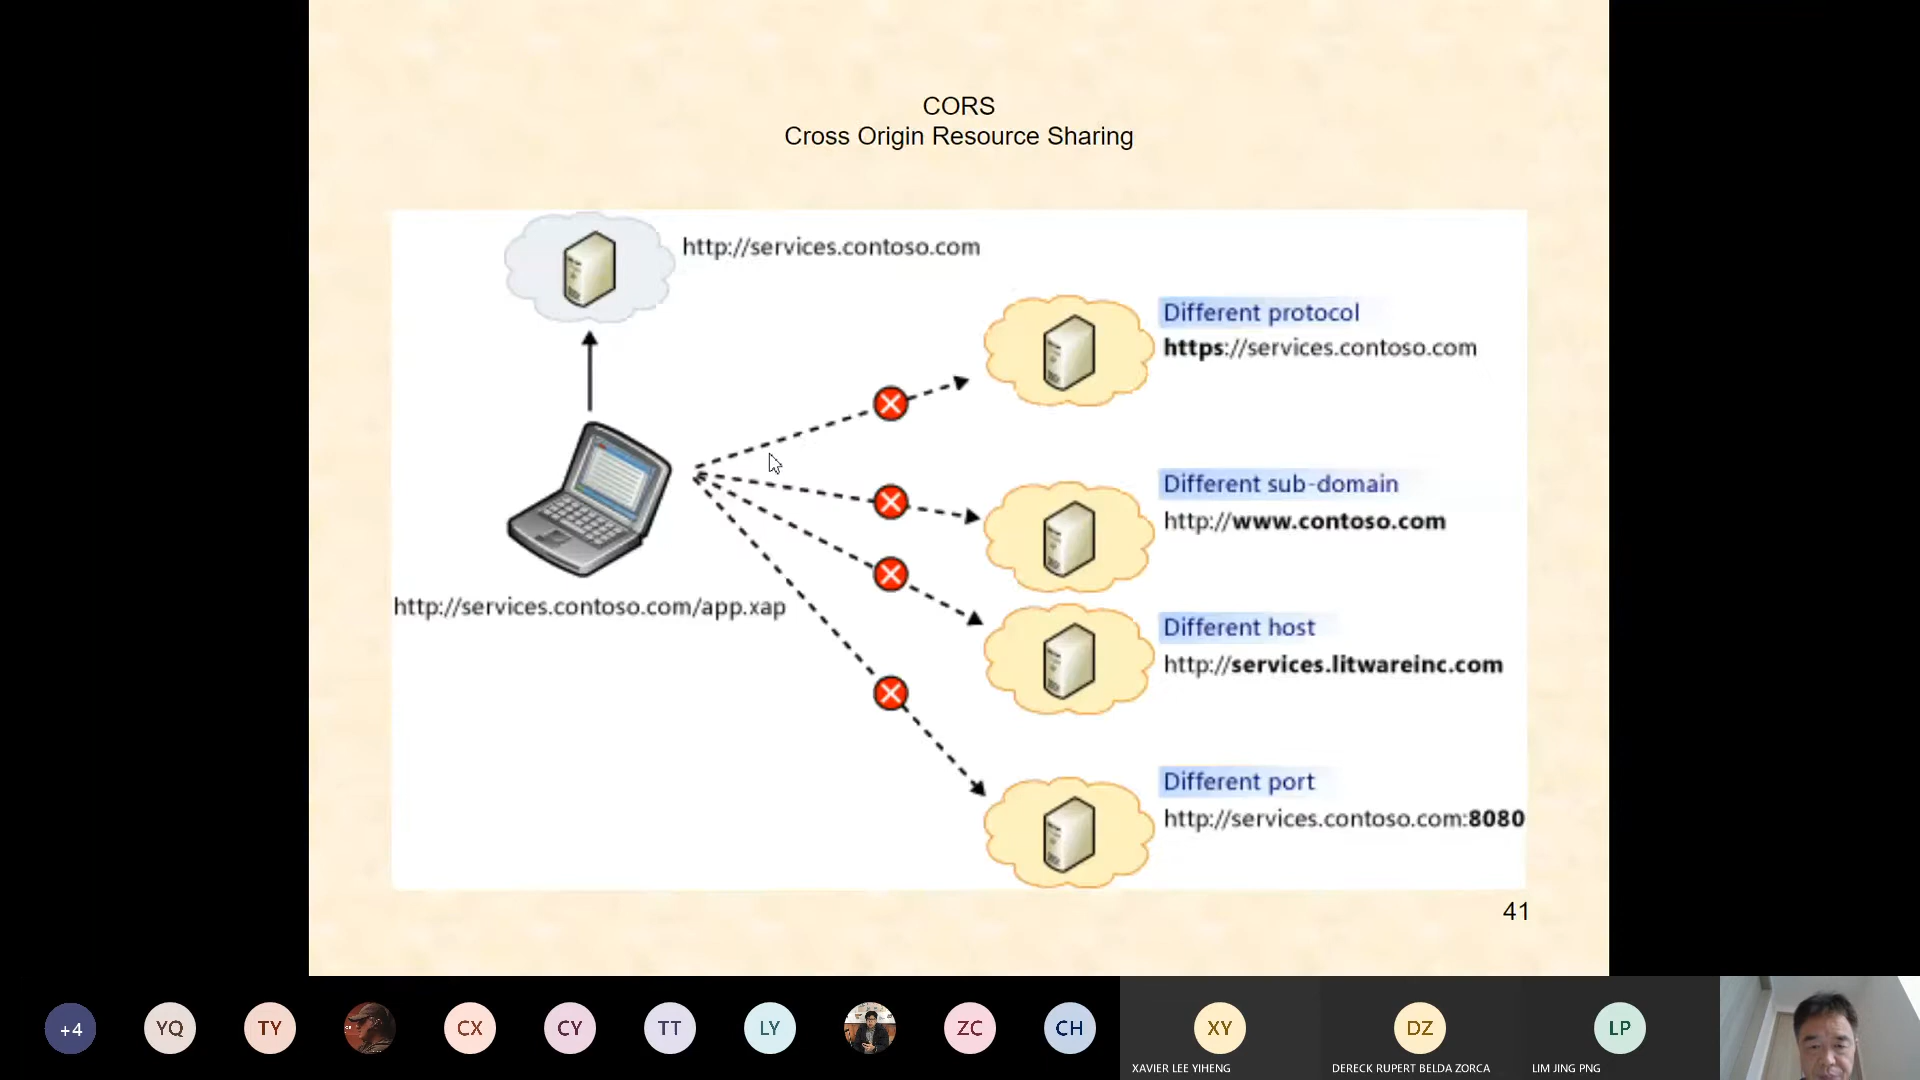 CORS
Cross Origin Resource Sharing
http://services.contoso.com
Different protocol
https://services.contoso.com
Different sub-domain
http://www.contoso.com
http://services.contoso.com/app.xap
Different host
http://services.litwareinc.com
Different port
http://services.contoso.com:8080
41
+4
YQ
TY
CX
CY
TT
LY
ZC
CH
XY
DZ
LP
XAVIER LEE YIHENG
DERECK RUPERT BELDA ZORCA
LIM JING PNG